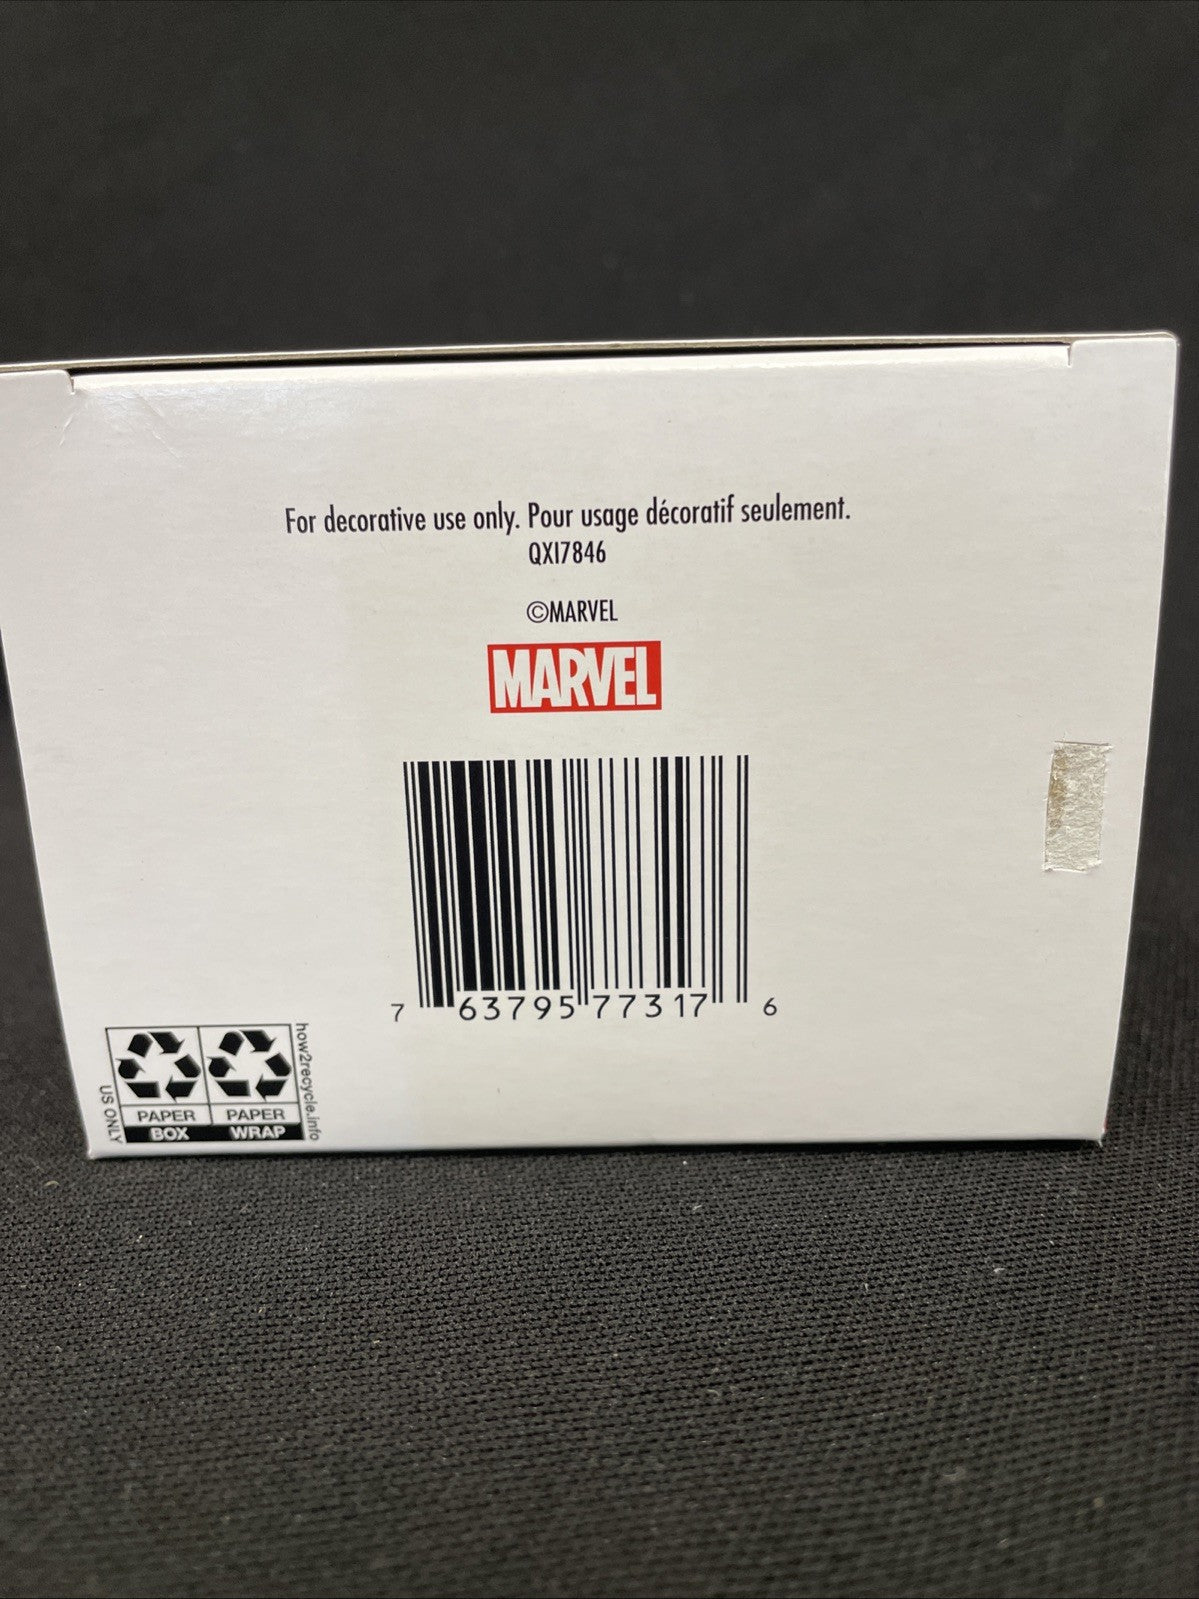 For decorative use only. Pour usage décoratif seulement.
QXI7846
©MARVEL
MARVEL
7 63795 77317 6
US ONLY
PAPER
BOX
PAPER
WRAP
how2recycle.info